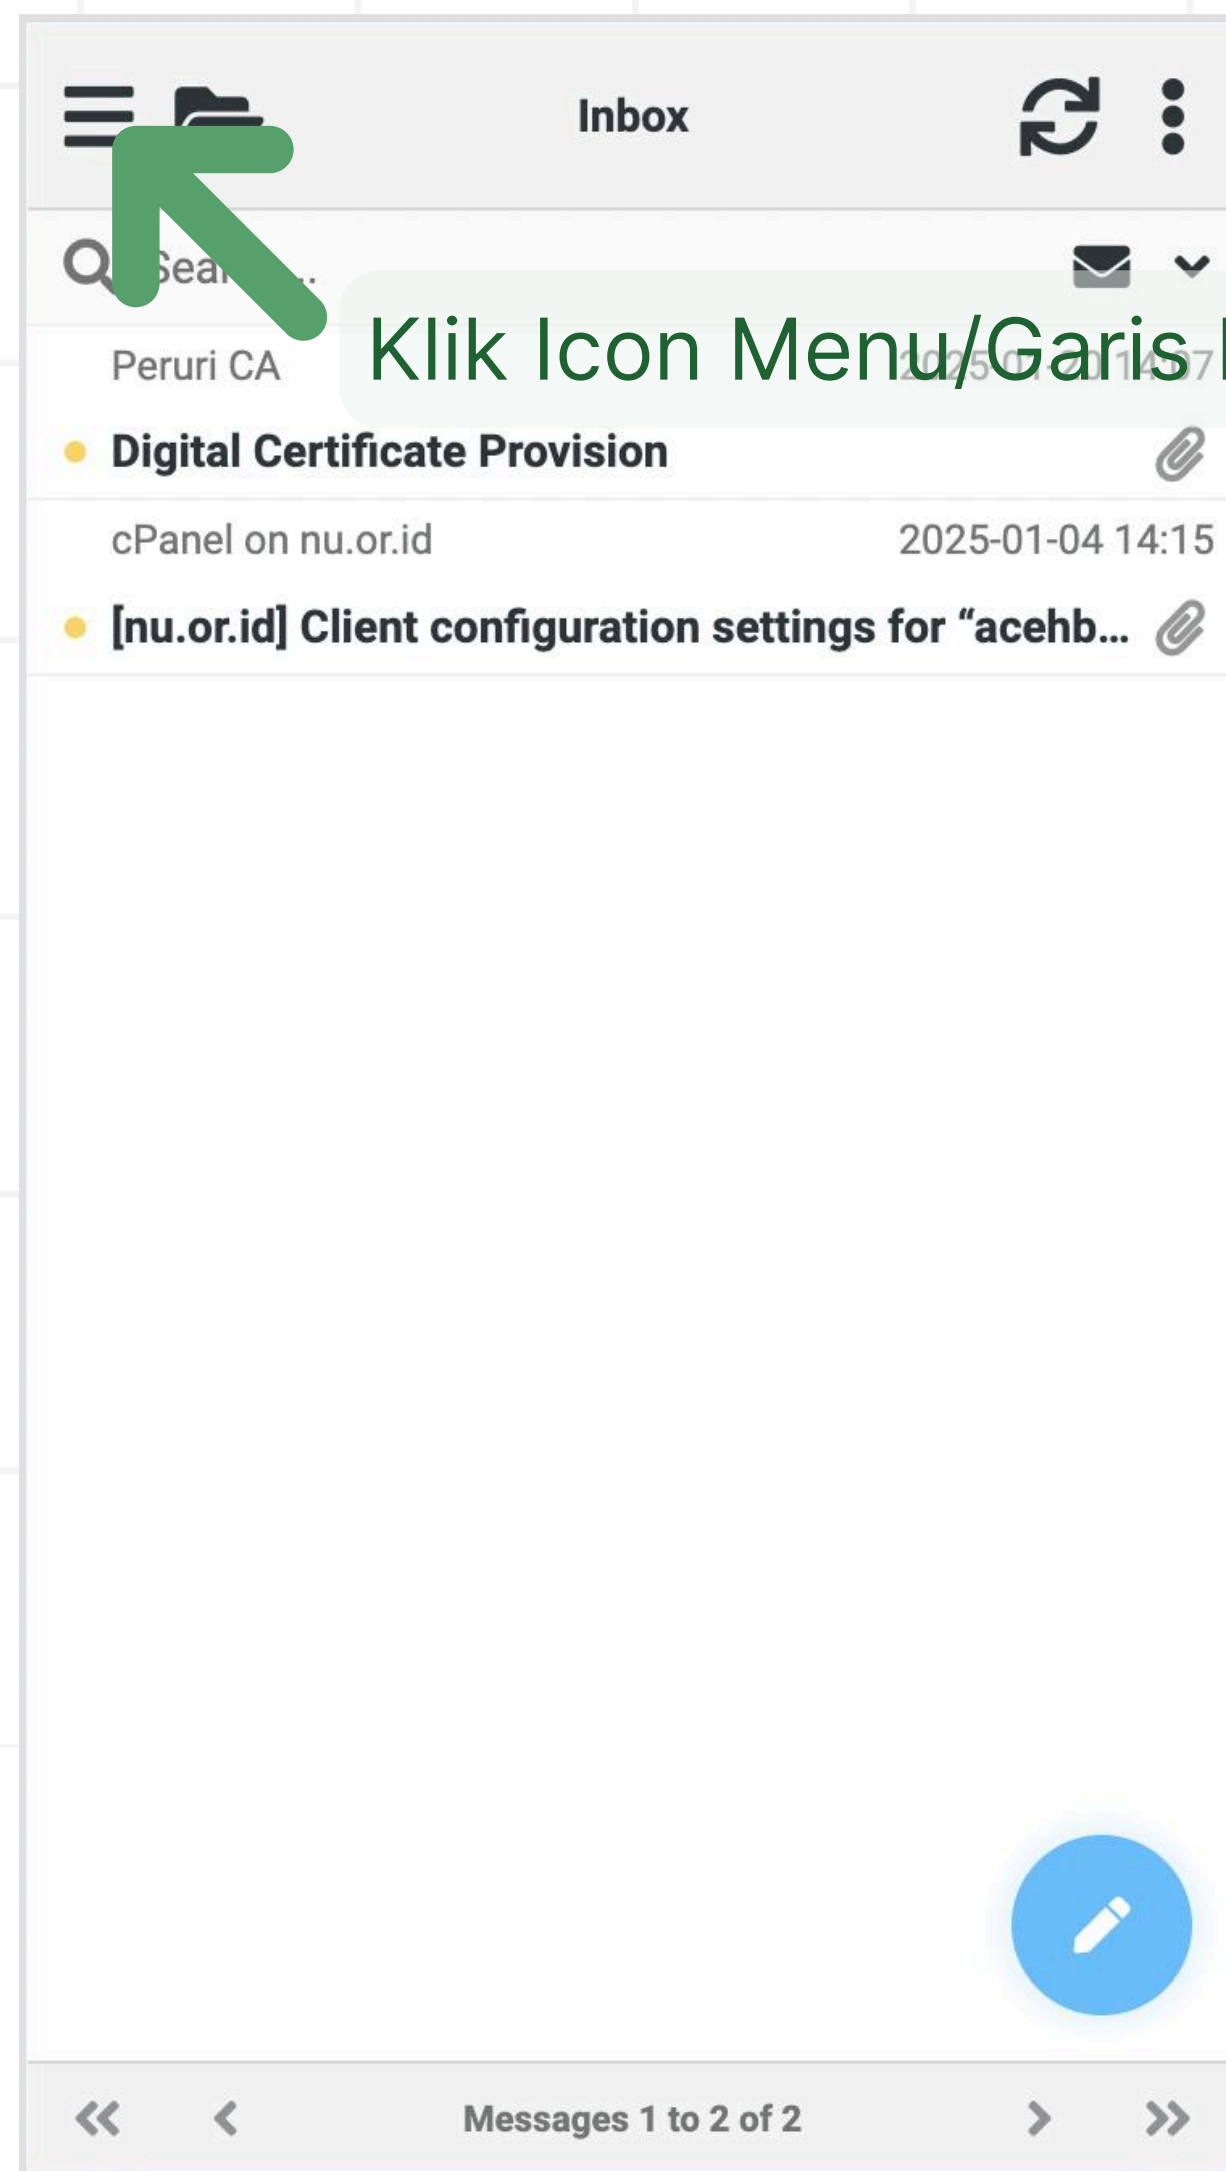 Inbox
Klik Icon Menu/Garis
Peruri CA
Digital Certificate Provision
cPanel on nu.or.id 2025-01-04 14:15
[nu.or.id] Client configuration settings for “acehb...
Messages 1 to 2 of 2